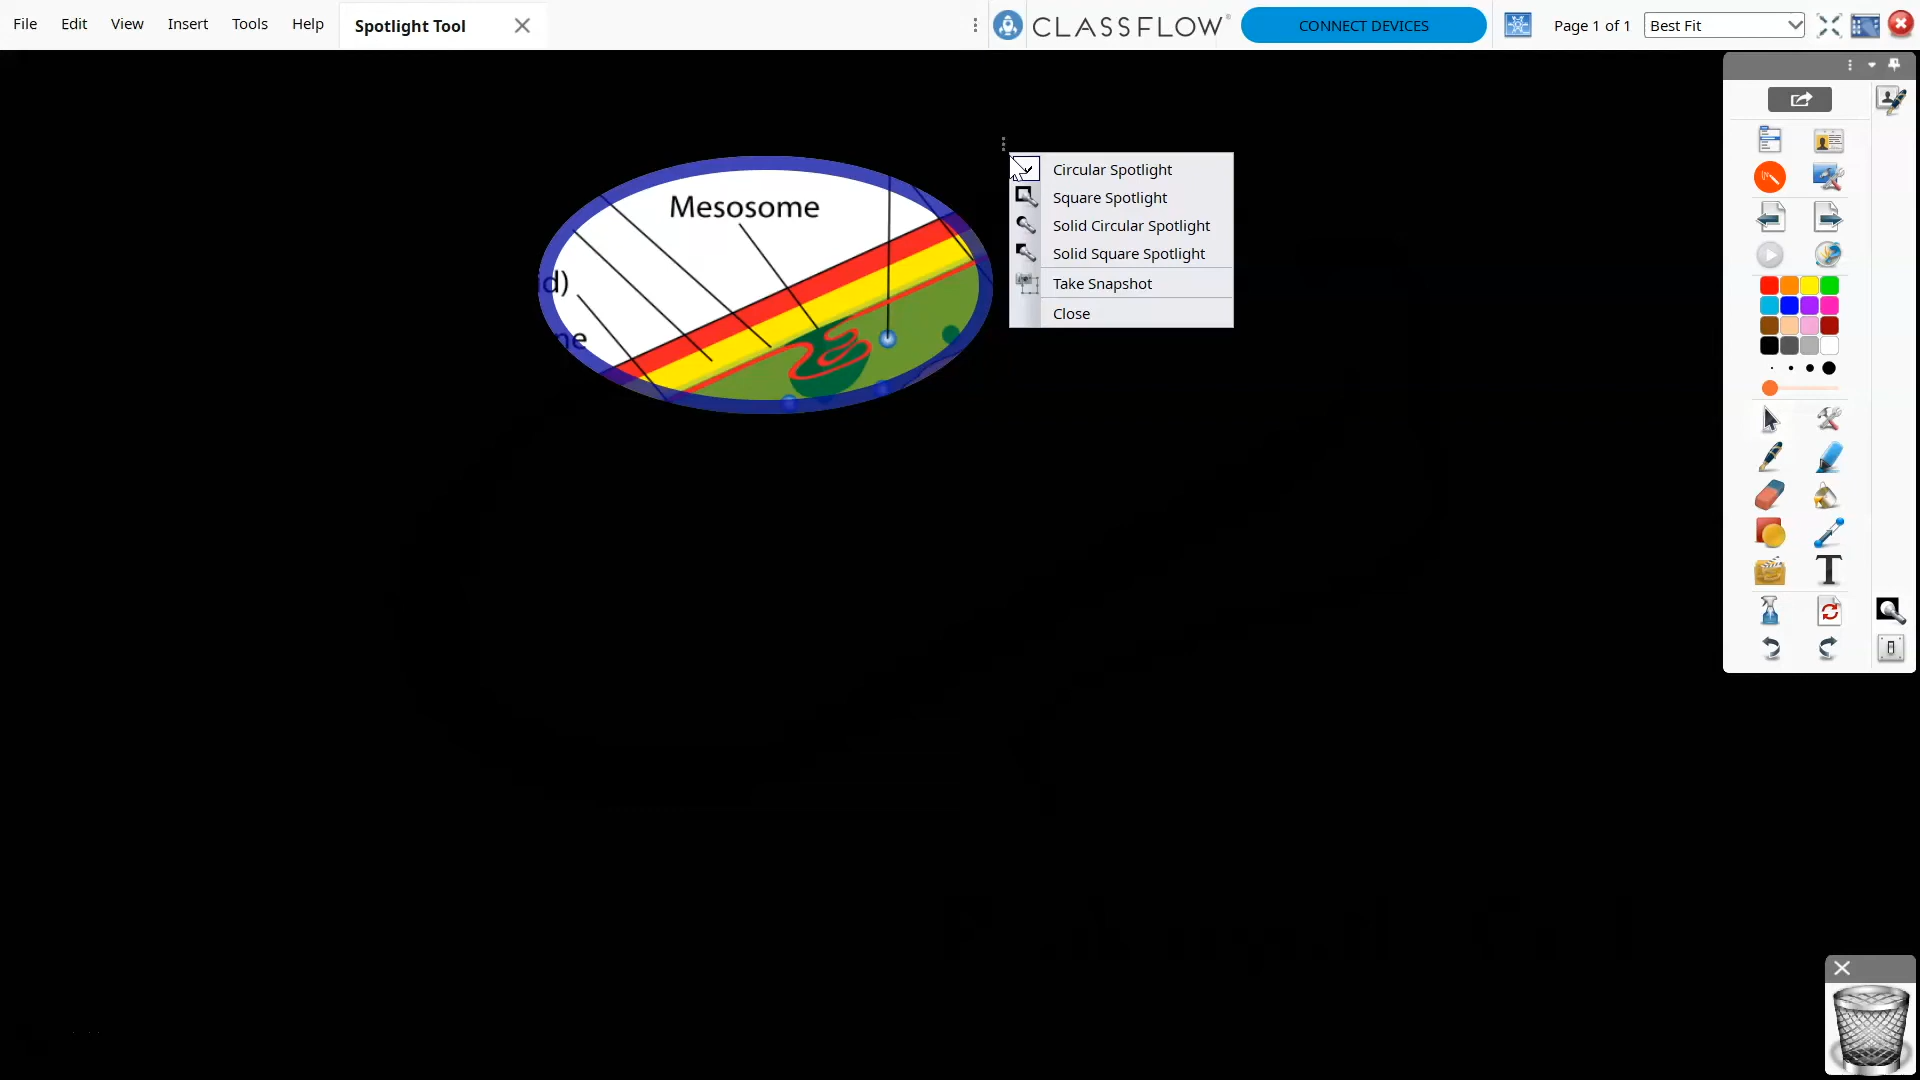 File Edit View Insert Tools Help Spotlight Tool CLASSFLOW CONNECT DEVICES Page 1 of 1 Best Fit
Mesosome
d)
ne
Circular Spotlight
Square Spotlight
Solid Circular Spotlight
Solid Square Spotlight
Take Snapshot
Close
T